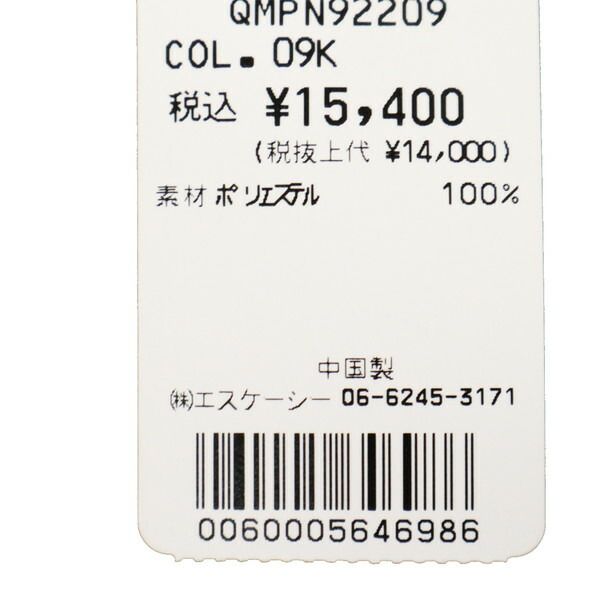 QMPN92209
COL. 09K
税込 ¥15,400
(税抜上代 ¥14,000)
素材 ポリエステル 100%
中国製
㈱エスケーシー 06-6245-3171
0060005646986